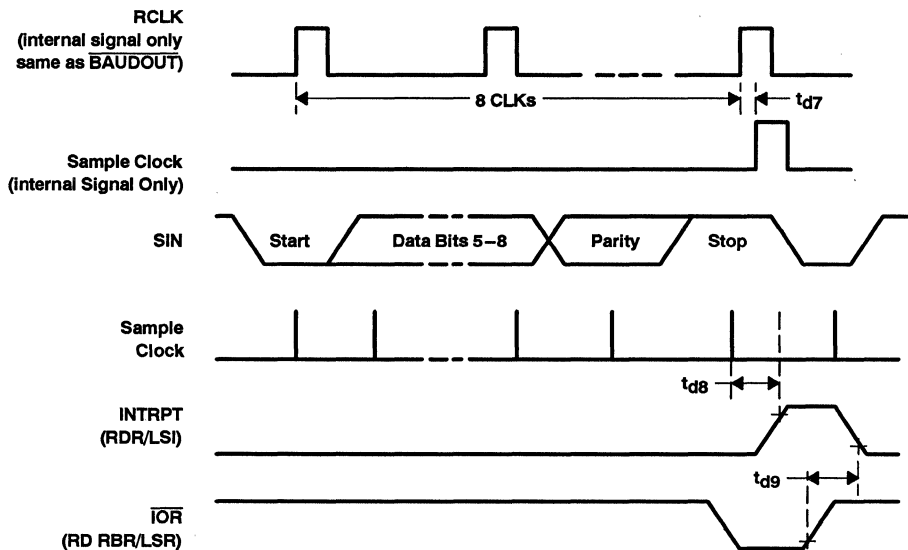 RCLK
(internal signal only
same as BAUDOUT)
8 CLKs
td7
Sample Clock
(internal Signal Only)
SIN
Start
Data Bits 5–8
Parity
Stop
Sample
Clock
td8
INTRPT
(RDR/LSI)
td9
IOR
(RD RBR/LSR)